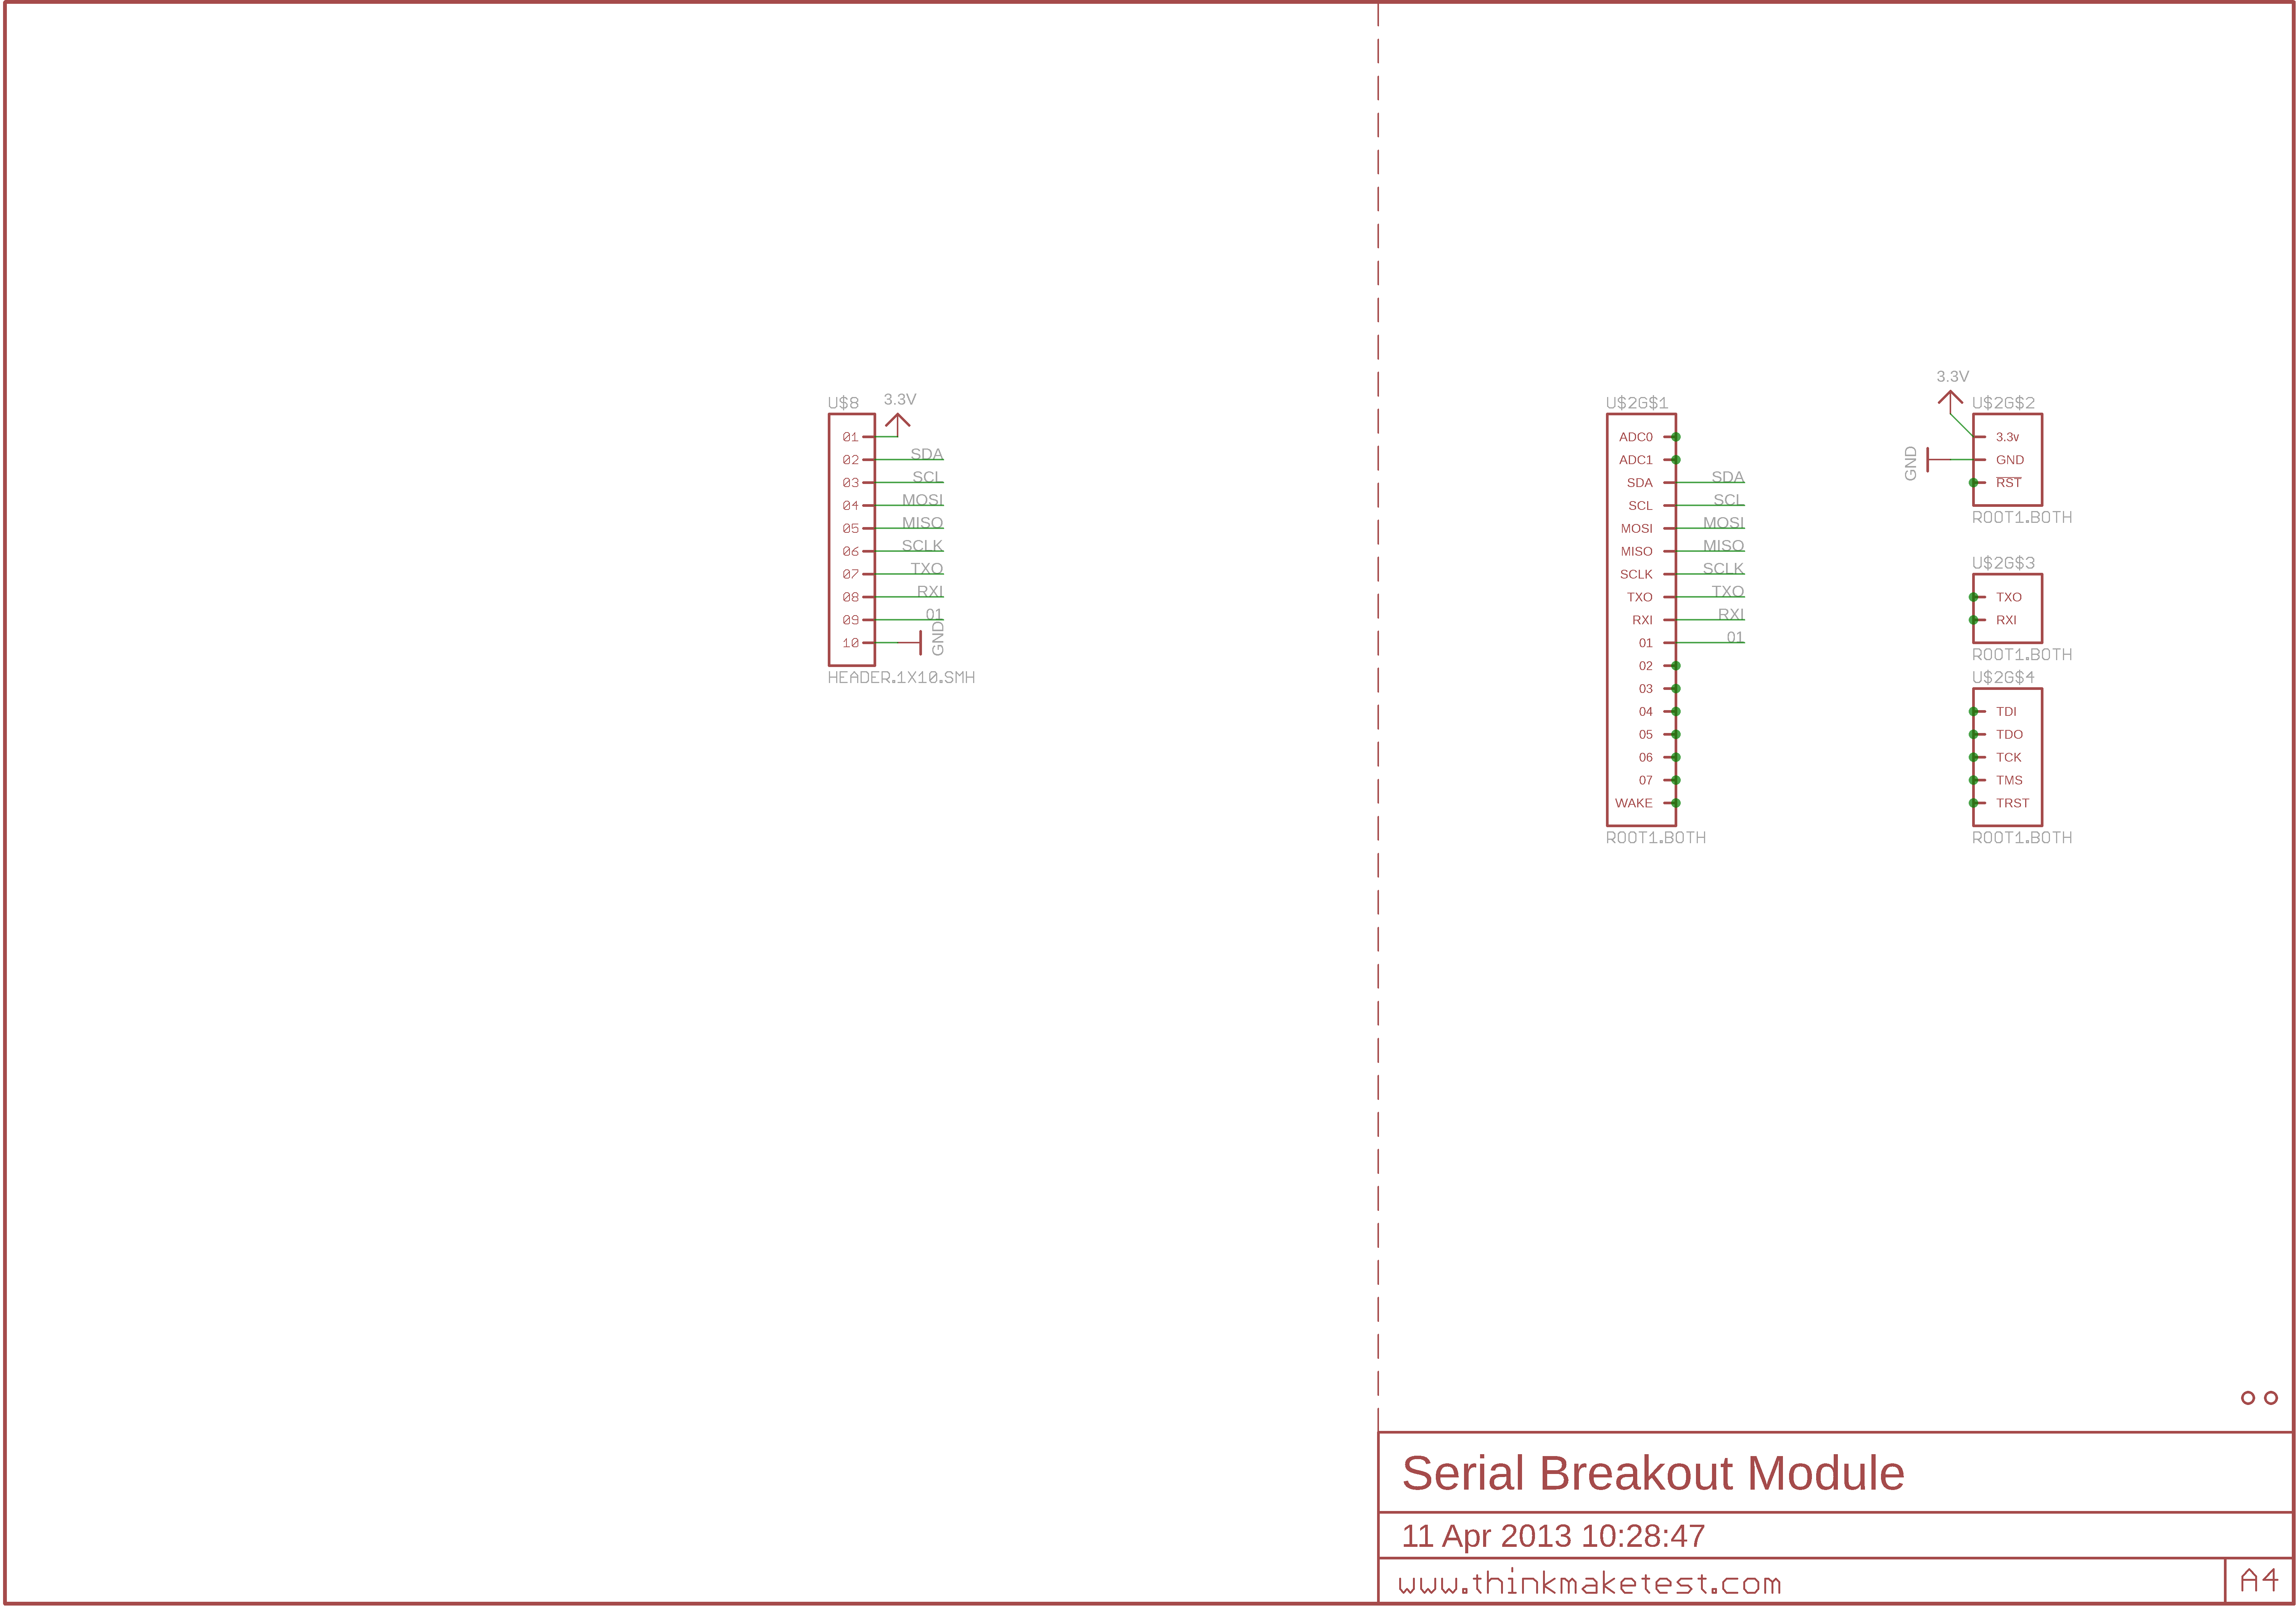 U$8
3.3V
01
02
SDA
03
SCL
04
MOSI
05
MISO
06
SCLK
07
TXO
08
RXI
09
01
10
GND
HEADER.1X10.SMH
U$2G$1
ADC0
ADC1
SDA
SDA
SCL
SCL
MOSI
MOSI
MISO
MISO
SCLK
SCLK
TXO
TXO
RXI
RXI
01
01
02
03
04
05
06
07
WAKE
ROOT1.BOTH
3.3V
U$2G$2
3.3v
GND
GND
RST
ROOT1.BOTH
U$2G$3
TXO
RXI
ROOT1.BOTH
U$2G$4
TDI
TDO
TCK
TMS
TRST
ROOT1.BOTH
Serial Breakout Module
11 Apr 2013 10:28:47
www.thinkmaketest.com
A4